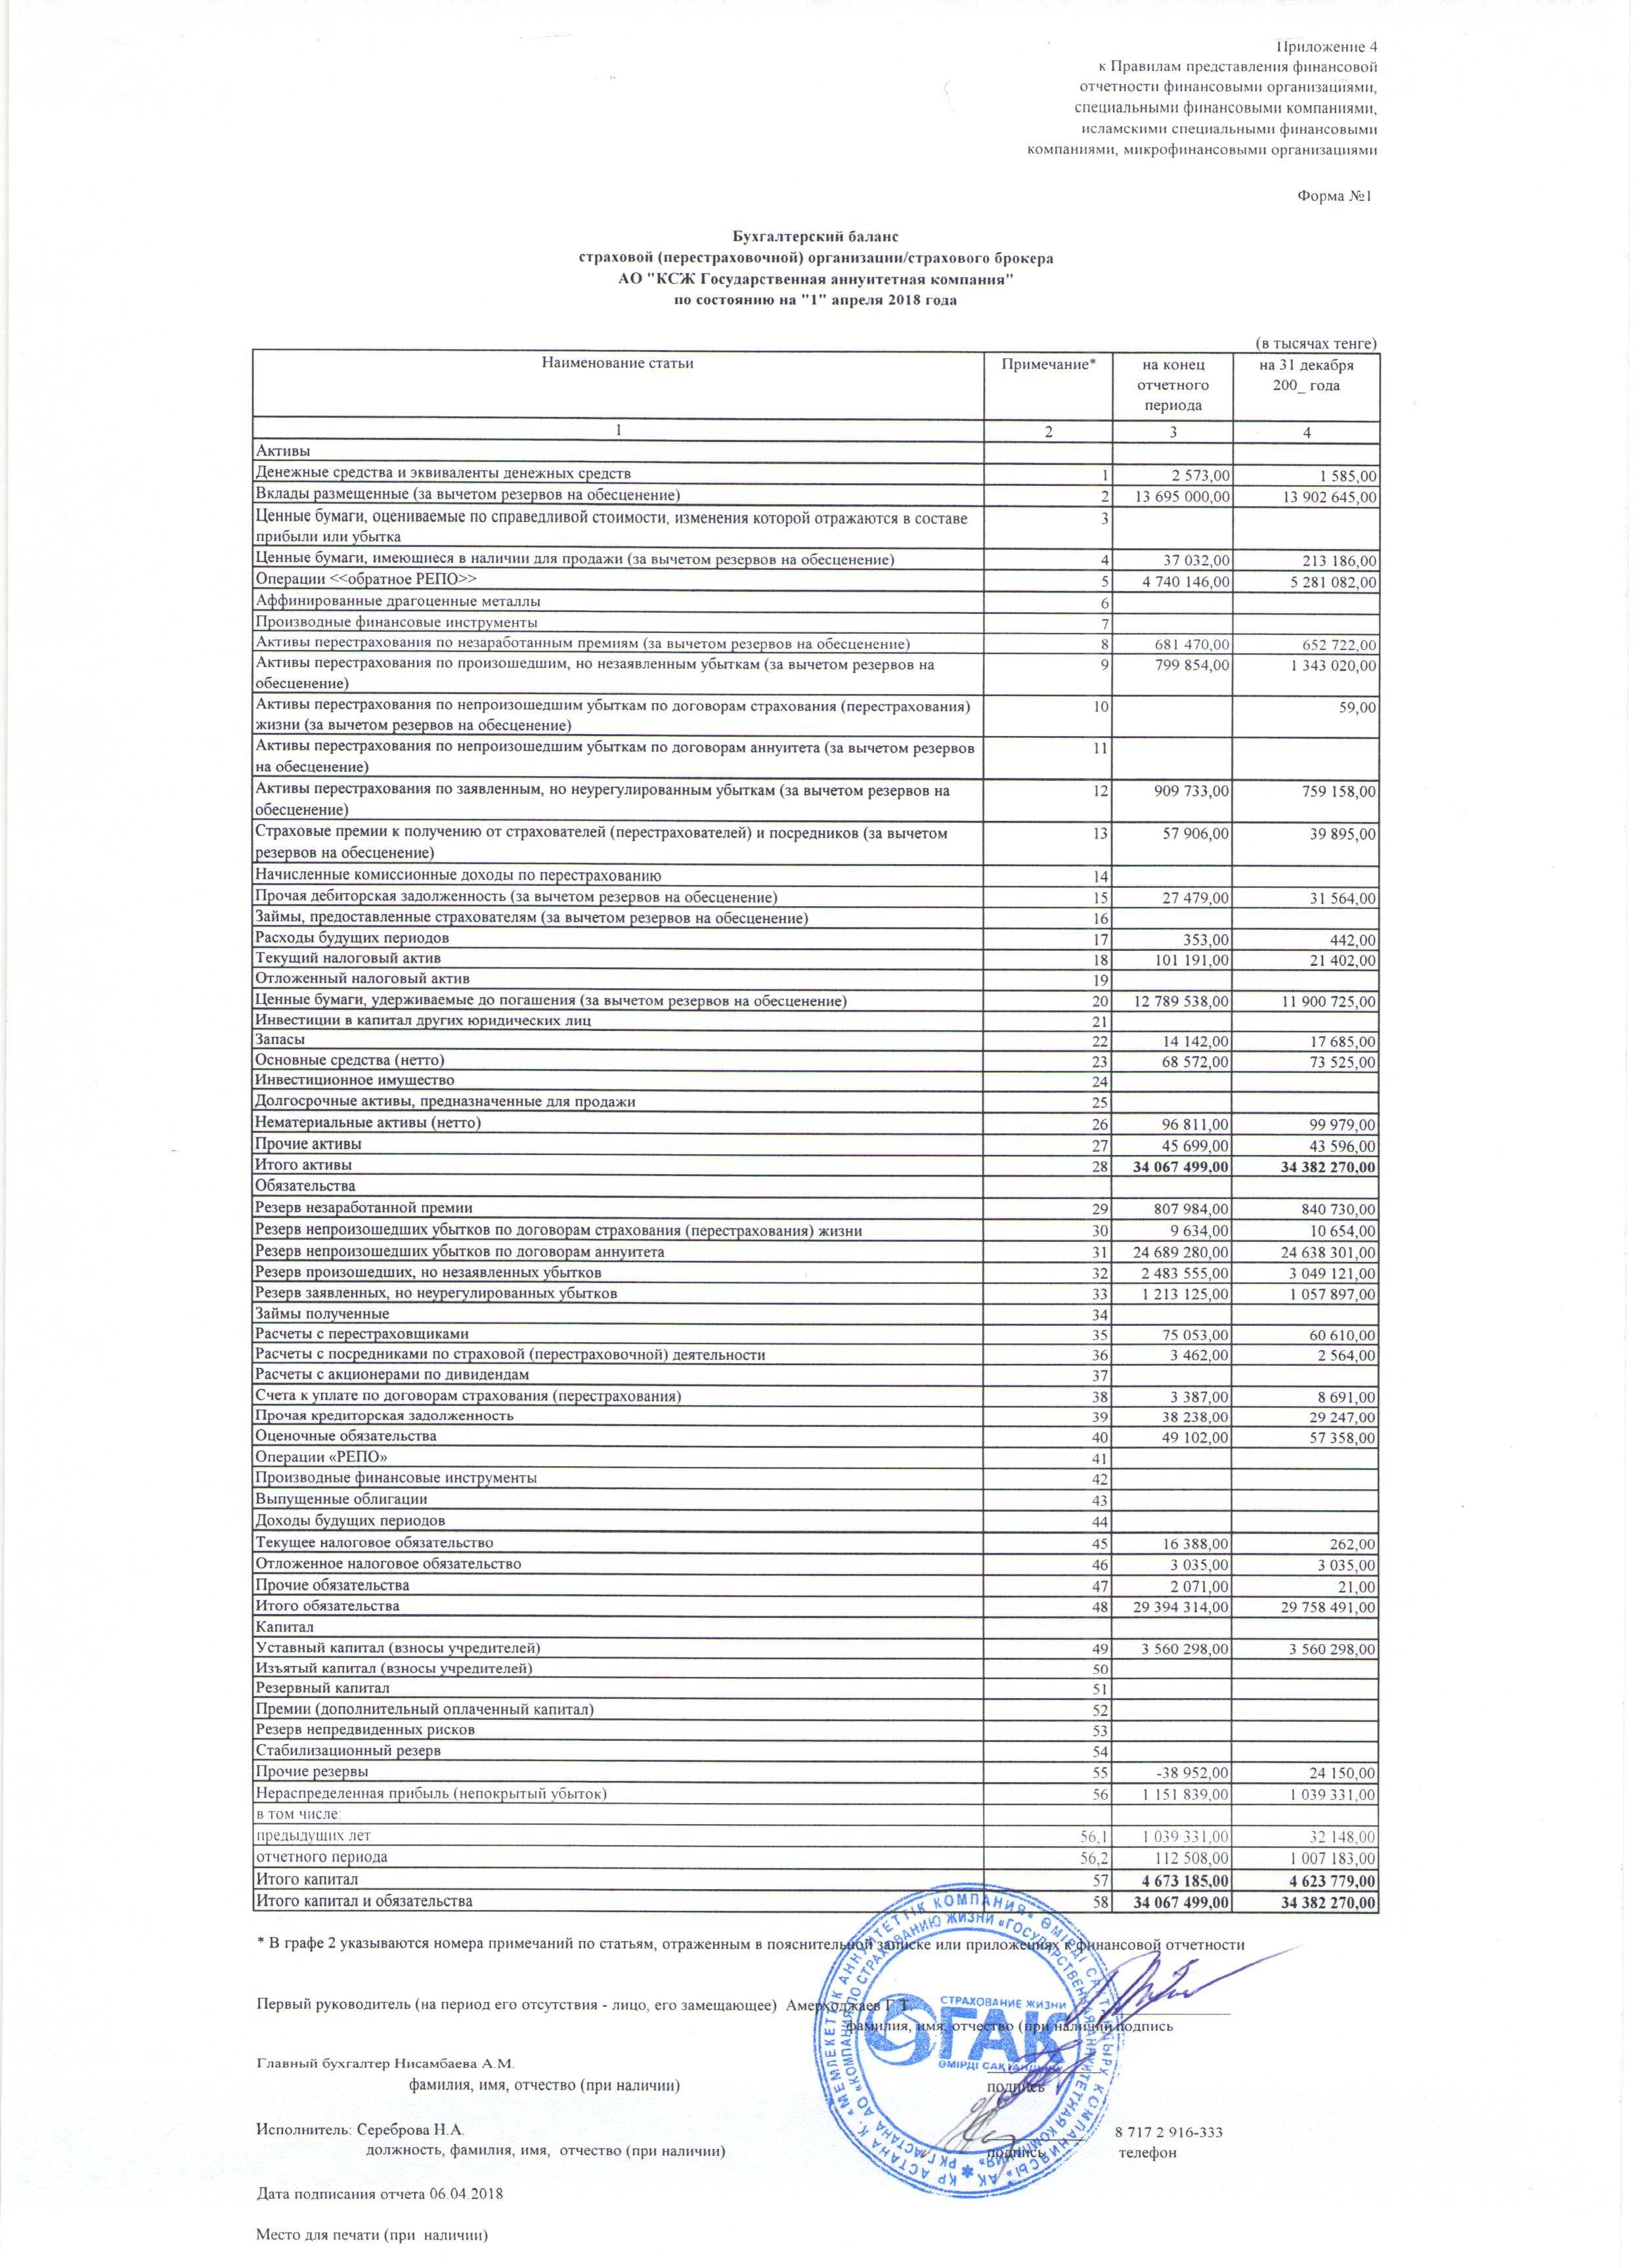 Приложение 4
к Правилам представления финансовой
отчетности финансовыми организациями,
специальными финансовыми компаниями,
исламскими специальными финансовыми
компаниями, микрофинансовыми организациями
Форма №1
Бухгалтерский баланс
страховой (перестраховочной) организации/страхового брокера
АО "КСЖ Государственная аннуитетная компания"
по состоянию на "1" апреля 2018 года
(в тысячах тенге)
Наименование статьи Примечание* на конец отчетного периода на 31 декабря 200_ года
1 2 3 4
Активы
Денежные средства и эквиваленты денежных средств 1 2 573,00 1 585,00
Вклады размещенные (за вычетом резервов на обесценение) 2 13 695 000,00 13 902 645,00
Ценные бумаги, оцениваемые по справедливой стоимости, изменения которой отражаются в составе 3
прибыли или убытка
Ценные бумаги, имеющиеся в наличии для продажи (за вычетом резервов на обесценение) 4 37 032,00 213 186,00
Операции <<обратное РЕПО>> 5 4 740 146,00 5 281 082,00
Аффинированные драгоценные металлы 6
Производные финансовые инструменты 7
Активы перестрахования по незаработанным премиям (за вычетом резервов на обесценение) 8 681 470,00 652 722,00
Активы перестрахования по произошедшим, но незаявленным убыткам (за вычетом резервов на 9 799 854,00 1 343 020,00
обесценение)
Активы перестрахования по непроизошедшим убыткам по договорам страхования (перестрахования) 10 59,00
жизни (за вычетом резервов на обесценение)
Активы перестрахования по непроизошедшим убыткам по договорам аннуитета (за вычетом резервов 11
на обесценение)
Активы перестрахования по заявленным, но неурегулированным убыткам (за вычетом резервов на 12 909 733,00 759 158,00
обесценение)
Страховые премии к получению от страхователей (перестрахователей) и посредников (за вычетом 13 57 906,00 39 895,00
резервов на обесценение)
Начисленные комиссионные доходы по перестрахованию 14
Прочая дебиторская задолженность (за вычетом резервов на обесценение) 15 27 479,00 31 564,00
Займы, предоставленные страхователям (за вычетом резервов на обесценение) 16
Расходы будущих периодов 17 353,00 442,00
Текущий налоговый актив 18 101 191,00 21 402,00
Отложенный налоговый актив 19
Ценные бумаги, удерживаемые до погашения (за вычетом резервов на обесценение) 20 12 789 538,00 11 900 725,00
Инвестиции в капитал других юридических лиц 21
Запасы 22 14 142,00 17 685,00
Основные средства (нетто) 23 68 572,00 73 525,00
Инвестиционное имущество 24
Долгосрочные активы, предназначенные для продажи 25
Нематериальные активы (нетто) 26 96 811,00 99 979,00
Прочие активы 27 45 699,00 43 596,00
Итого активы 28 34 067 499,00 34 382 270,00
Обязательства
Резерв незаработанной премии 29 807 984,00 840 730,00
Резерв непроизошедших убытков по договорам страхования (перестрахования) жизни 30 9 634,00 10 654,00
Резерв непроизошедших убытков по договорам аннуитета 31 24 689 280,00 24 638 301,00
Резерв произошедших, но незаявленных убытков 32 2 483 555,00 3 049 121,00
Резерв заявленных, но неурегулированных убытков 33 1 213 125,00 1 057 897,00
Займы полученные 34
Расчеты с перестраховщиками 35 75 053,00 60 610,00
Расчеты с посредниками по страховой (перестраховочной) деятельности 36 3 462,00 2 564,00
Расчеты с акционерами по дивидендам 37
Счета к уплате по договорам страхования (перестрахования) 38 3 387,00 8 691,00
Прочая кредиторская задолженность 39 38 238,00 29 247,00
Оценочные обязательства 40 49 102,00 57 358,00
Операции «РЕПО» 41
Производные финансовые инструменты 42
Выпущенные облигации 43
Доходы будущих периодов 44
Текущее налоговое обязательство 45 16 388,00 262,00
Отложенное налоговое обязательство 46 3 035,00 3 035,00
Прочие обязательства 47 2 071,00 21,00
Итого обязательства 48 29 394 314,00 29 758 491,00
Капитал
Уставный капитал (взносы учредителей) 49 3 560 298,00 3 560 298,00
Изъятый капитал (взносы учредителей) 50
Резервный капитал 51
Премии (дополнительный оплаченный капитал) 52
Резерв непредвиденных рисков 53
Стабилизационный резерв 54
Прочие резервы 55 -38 952,00 24 150,00
Нераспределенная прибыль (непокрытый убыток) 56 1 151 839,00 1 039 331,00
в том числе:
предыдущих лет 56,1 1 039 331,00 32 148,00
отчетного периода 56,2 112 508,00 1 007 183,00
Итого капитал 57 4 673 185,00 4 623 779,00
Итого капитал и обязательства 58 34 067 499,00 34 382 270,00
* В графе 2 указываются номера примечаний по статьям, отраженным в пояснительной записке или приложениях к финансовой отчетности
Первый руководитель (на период его отсутствия - лицо, его замещающее) Амерходжаев Г.Т.
фамилия, имя, отчество (при наличии подпись
СТРАХОВАНИЕ ЖИЗНИ
ГАК
ӨМІРДІ САҚТАНДЫРУ
Главный бухгалтер Нисамбаева А.М.
фамилия, имя, отчество (при наличии) подпись
Исполнитель: Сереброва Н.А. 8 717 2 916-333
должность, фамилия, имя, отчество (при наличии) подпись телефон
Дата подписания отчета 06.04.2018
Место для печати (при наличии)